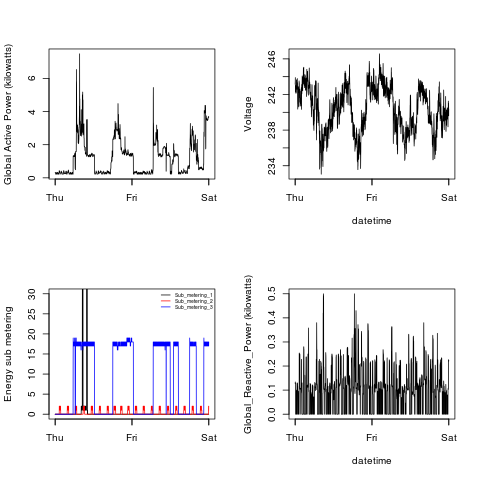 Global Active Power (kilowatts)
6
4
2
0
Thu
Fri
Sat
Voltage
246
242
238
234
Thu
Fri
Sat
datetime
Energy sub metering
30
25
20
15
10
5
0
Sub_metering_1
Sub_metering_2
Sub_metering_3
Thu
Fri
Sat
Global_Reactive_Power (kilowatts)
0.5
0.4
0.3
0.2
0.1
0.0
Thu
Fri
Sat
datetime